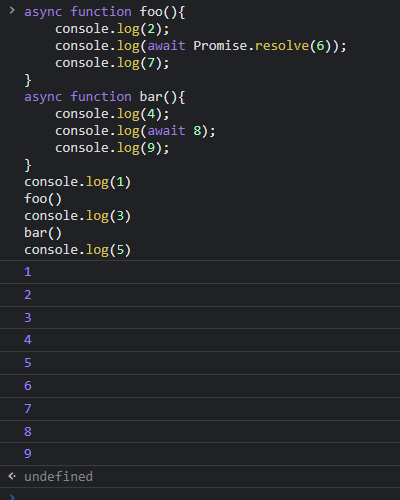 async function foo(){
    console.log(2);
    console.log(await Promise.resolve(6));
    console.log(7);
}
async function bar(){
    console.log(4);
    console.log(await 8);
    console.log(9);
}
console.log(1)
foo()
console.log(3)
bar()
console.log(5)
1
2
3
4
5
6
7
8
9
undefined